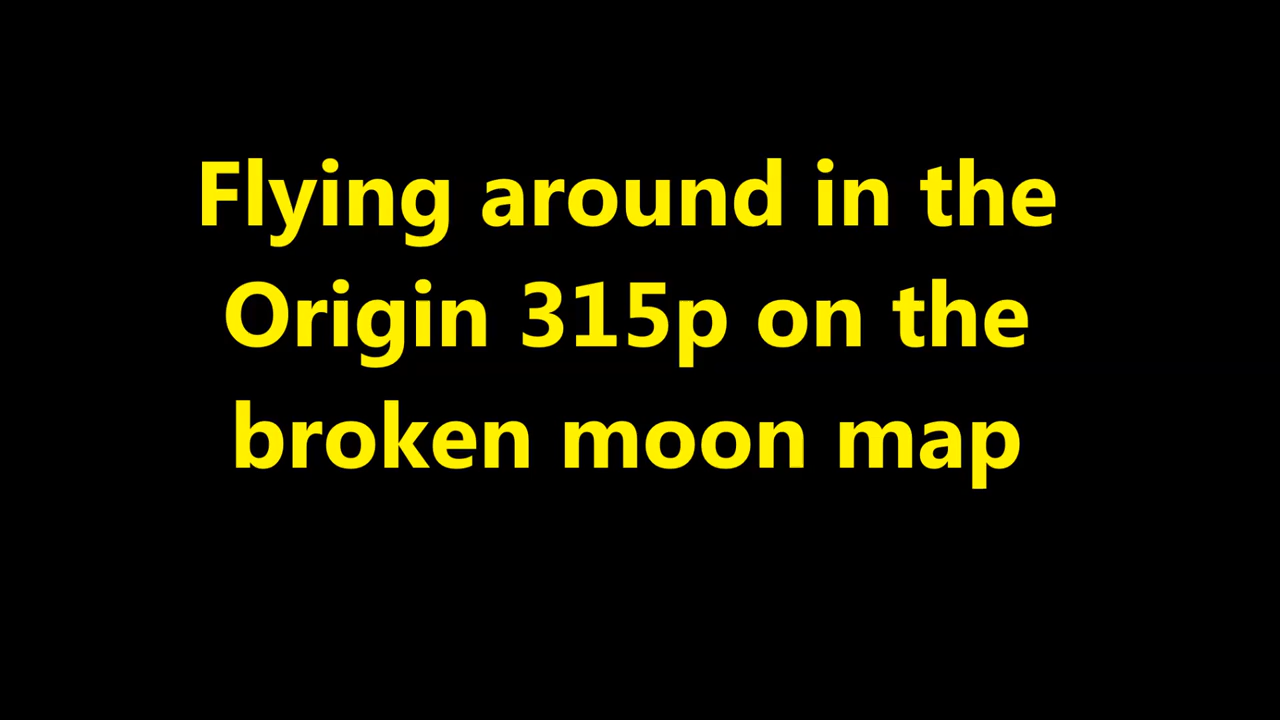 Flying around in the
Origin 315p on the
broken moon map